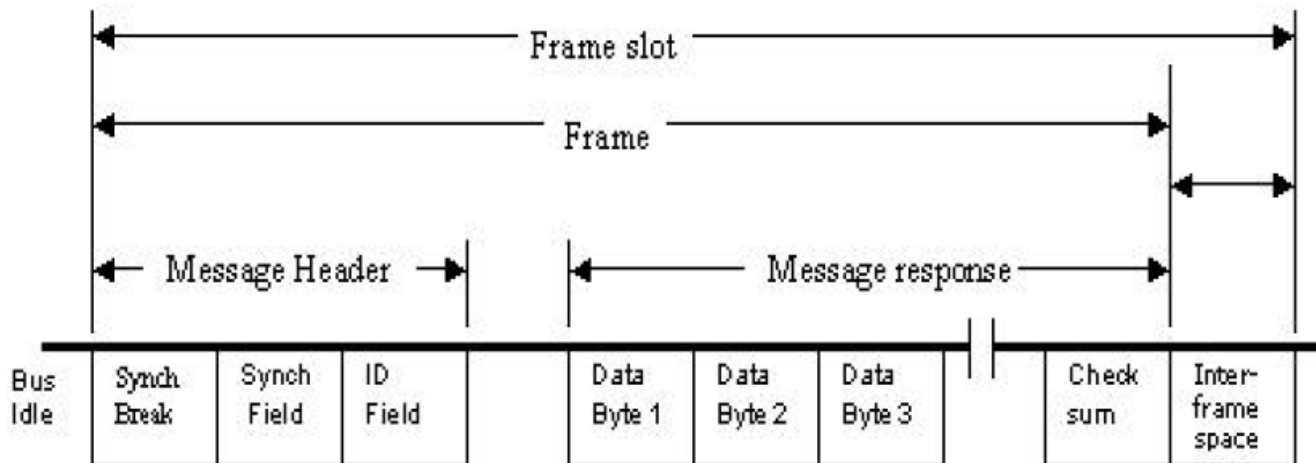 Frame slot
Frame
Message Header
Message response
Bus
Idle
Synch
Break
Synch
Field
ID
Field
Data
Byte 1
Data
Byte 2
Data
Byte 3
Check
sum
Inter-
frame
space